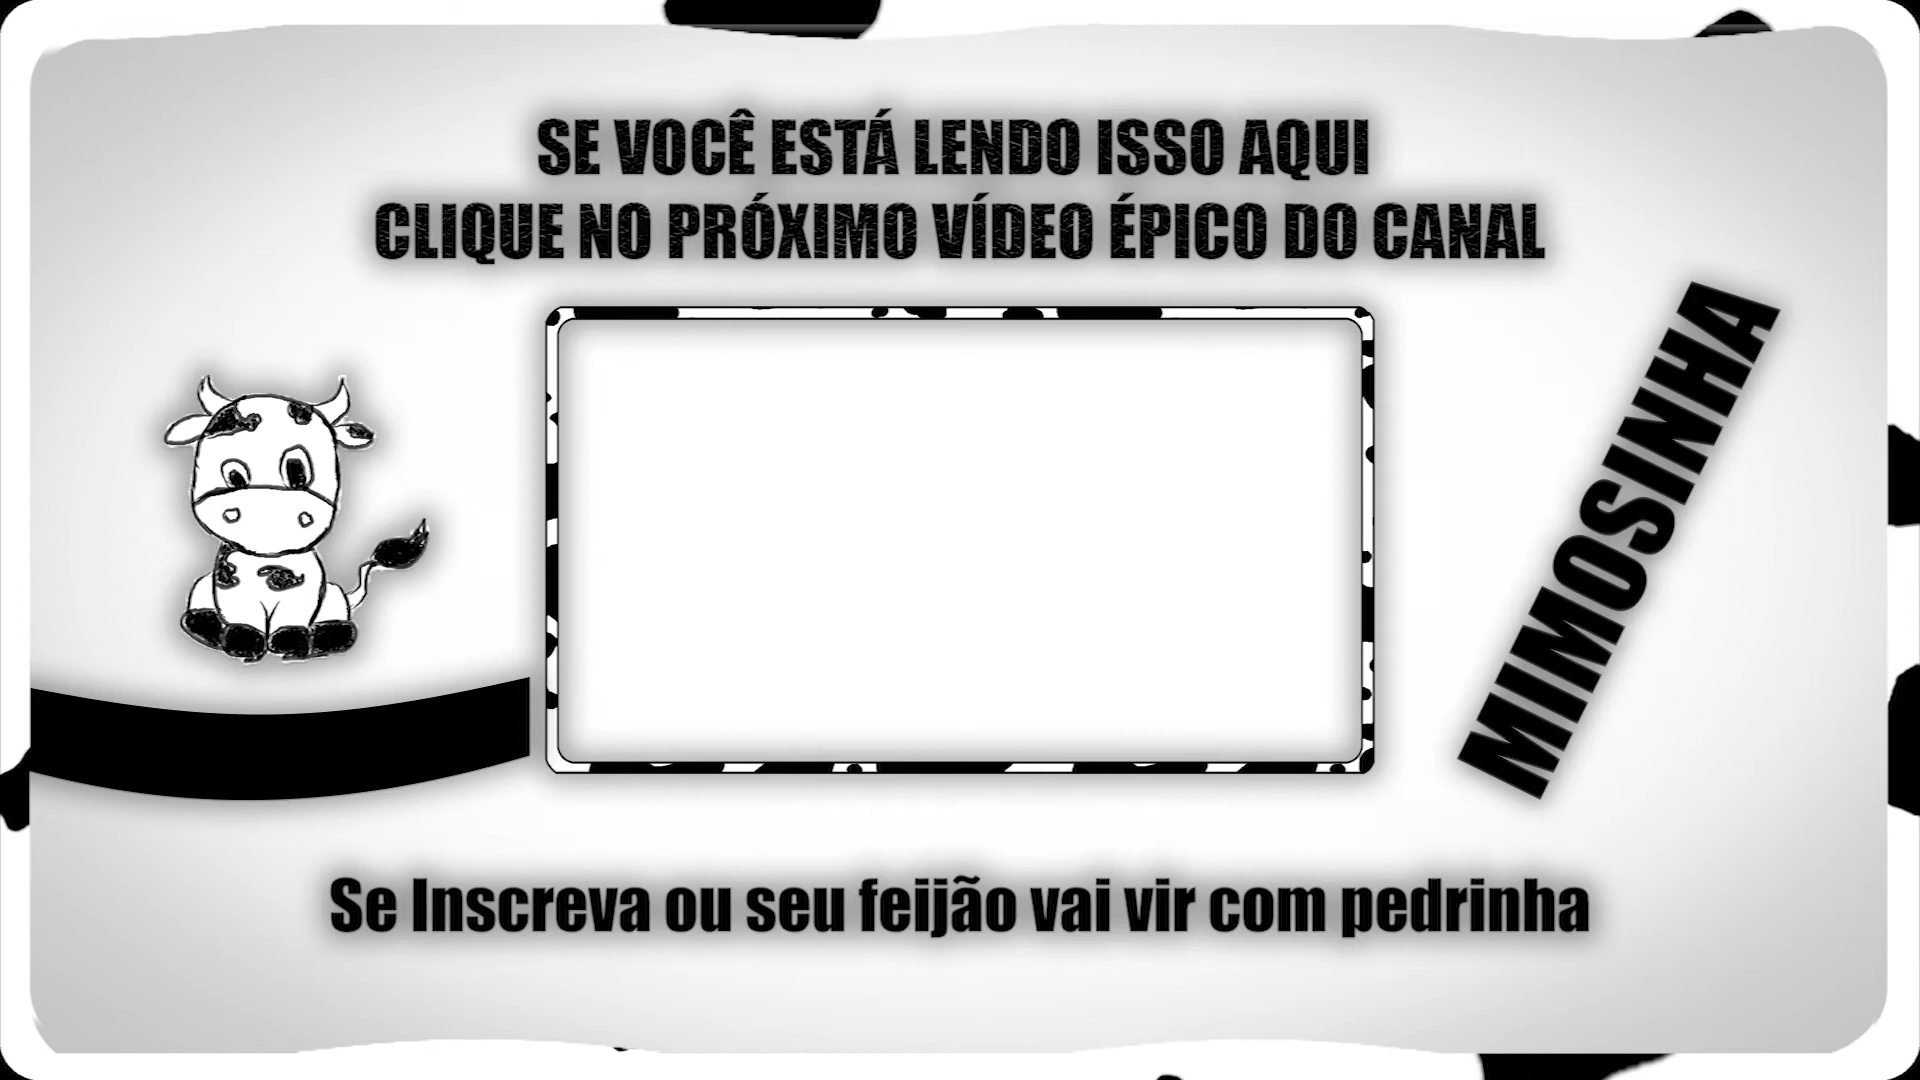 SE VOCÊ ESTÁ LENDO ISSO AQUI
CLIQUE NO PRÓXIMO VÍDEO ÉPICO DO CANAL
MIMOSINHA
Se Inscreva ou seu feijão vai vir com pedrinha